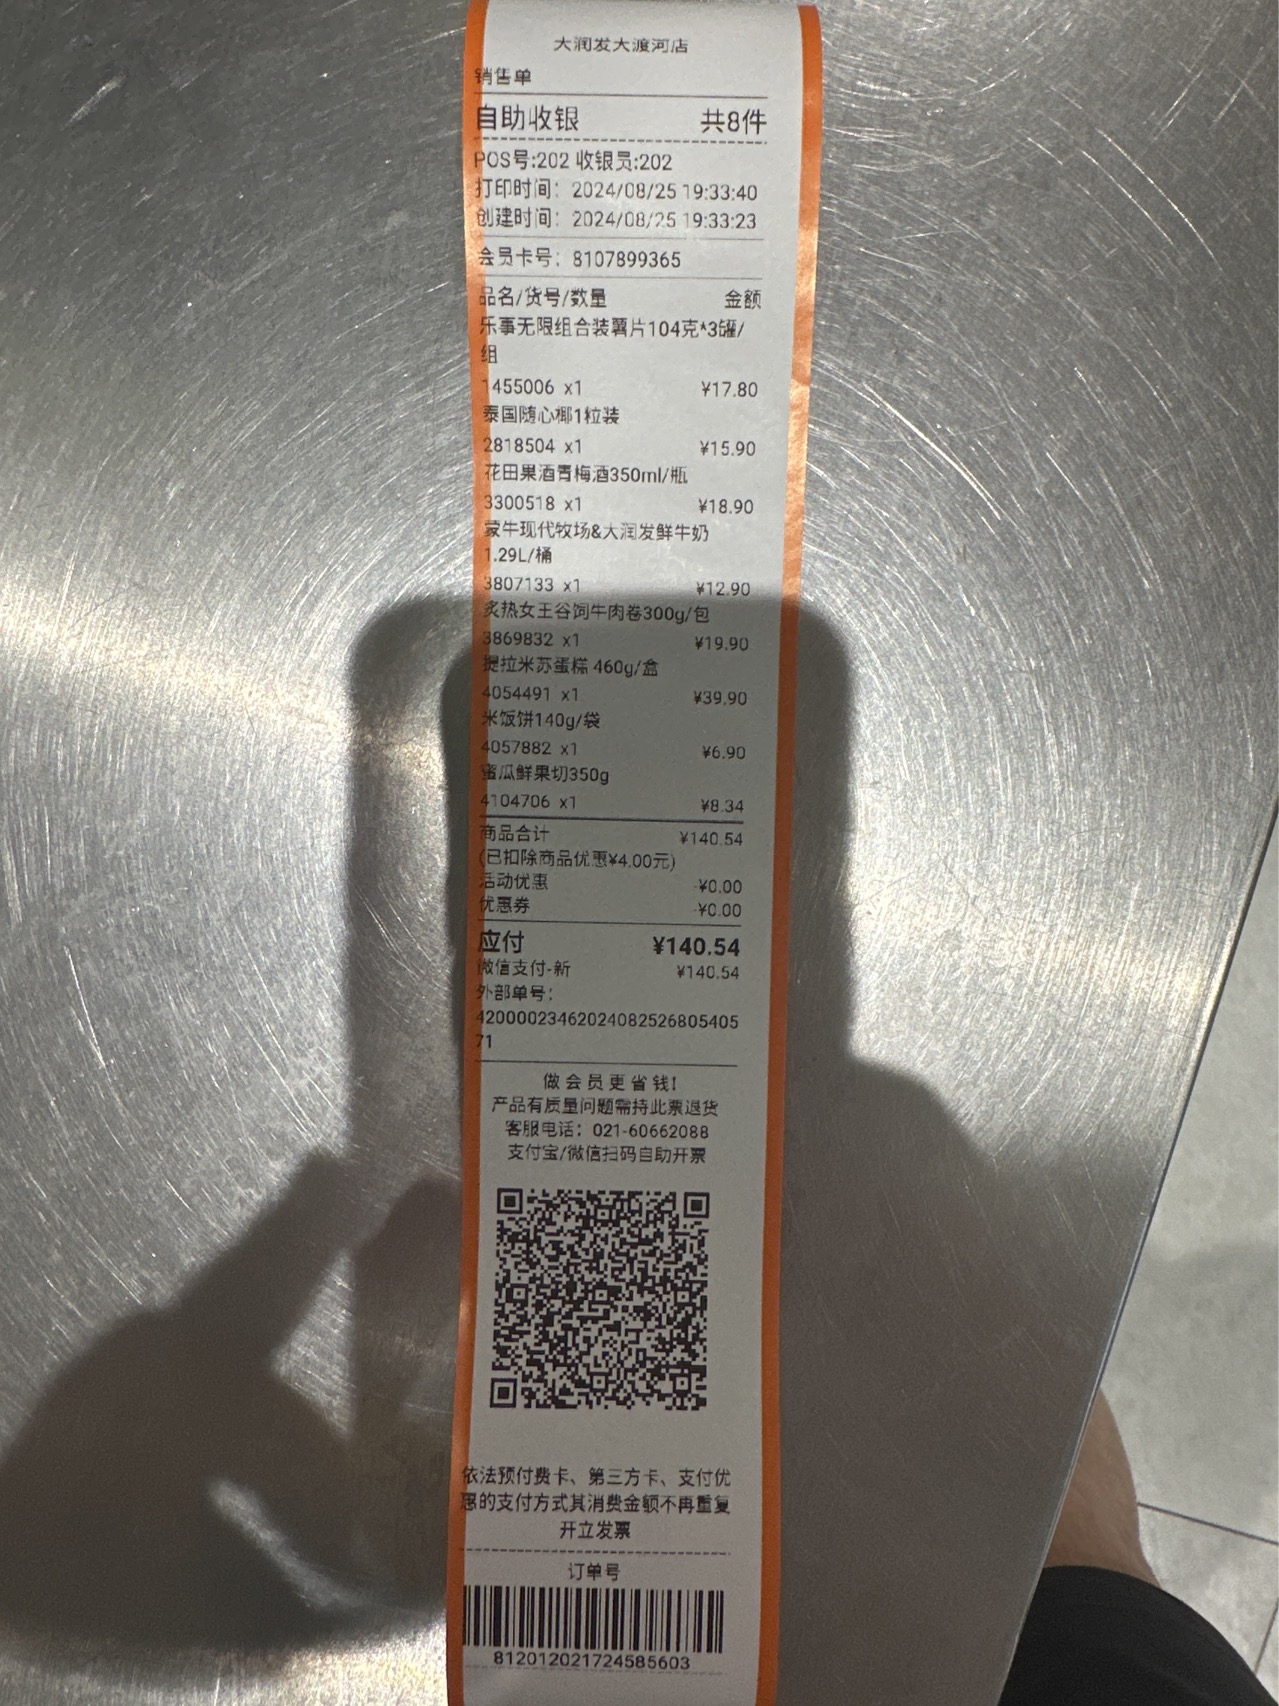 大润发大渡河店
销售单
自助收银 共8件
POS号:202 收银员:202
打印时间：2024/08/25 19:33:40
创建时间：2024/08/25 19:33:23
会员卡号：8107899365
品名/货号/数量 金额
乐事无限组合装薯片104克*3罐/
组
1455006 x1 ¥17.80
泰国随心椰1粒装
2818504 x1 ¥15.90
花田果酒青梅酒350ml/瓶
3300518 x1 ¥18.90
蒙牛现代牧场&大润发鲜牛奶
1.29L/桶
3807133 x1 ¥12.90
炙热女王谷饲牛肉卷300g/包
3869832 x1 ¥19.90
提拉米苏蛋糕 460g/盒
4054491 x1 ¥39.90
米饭饼140g/袋
4057882 x1 ¥6.90
蜜瓜鲜果切350g
4104706 x1 ¥8.34
商品合计 ¥140.54
(已扣除商品优惠¥4.00元)
活动优惠 -¥0.00
优惠券 -¥0.00
应付 ¥140.54
微信支付-新 ¥140.54
外部单号：
42000023462024082526805405
71
做会员更省钱!
产品有质量问题需持此票退货
客服电话：021-60662088
支付宝/微信扫码自助开票
依法预付费卡、第三方卡、支付优
惠的支付方式其消费金额不再重复
开立发票
订单号
812012021724585603